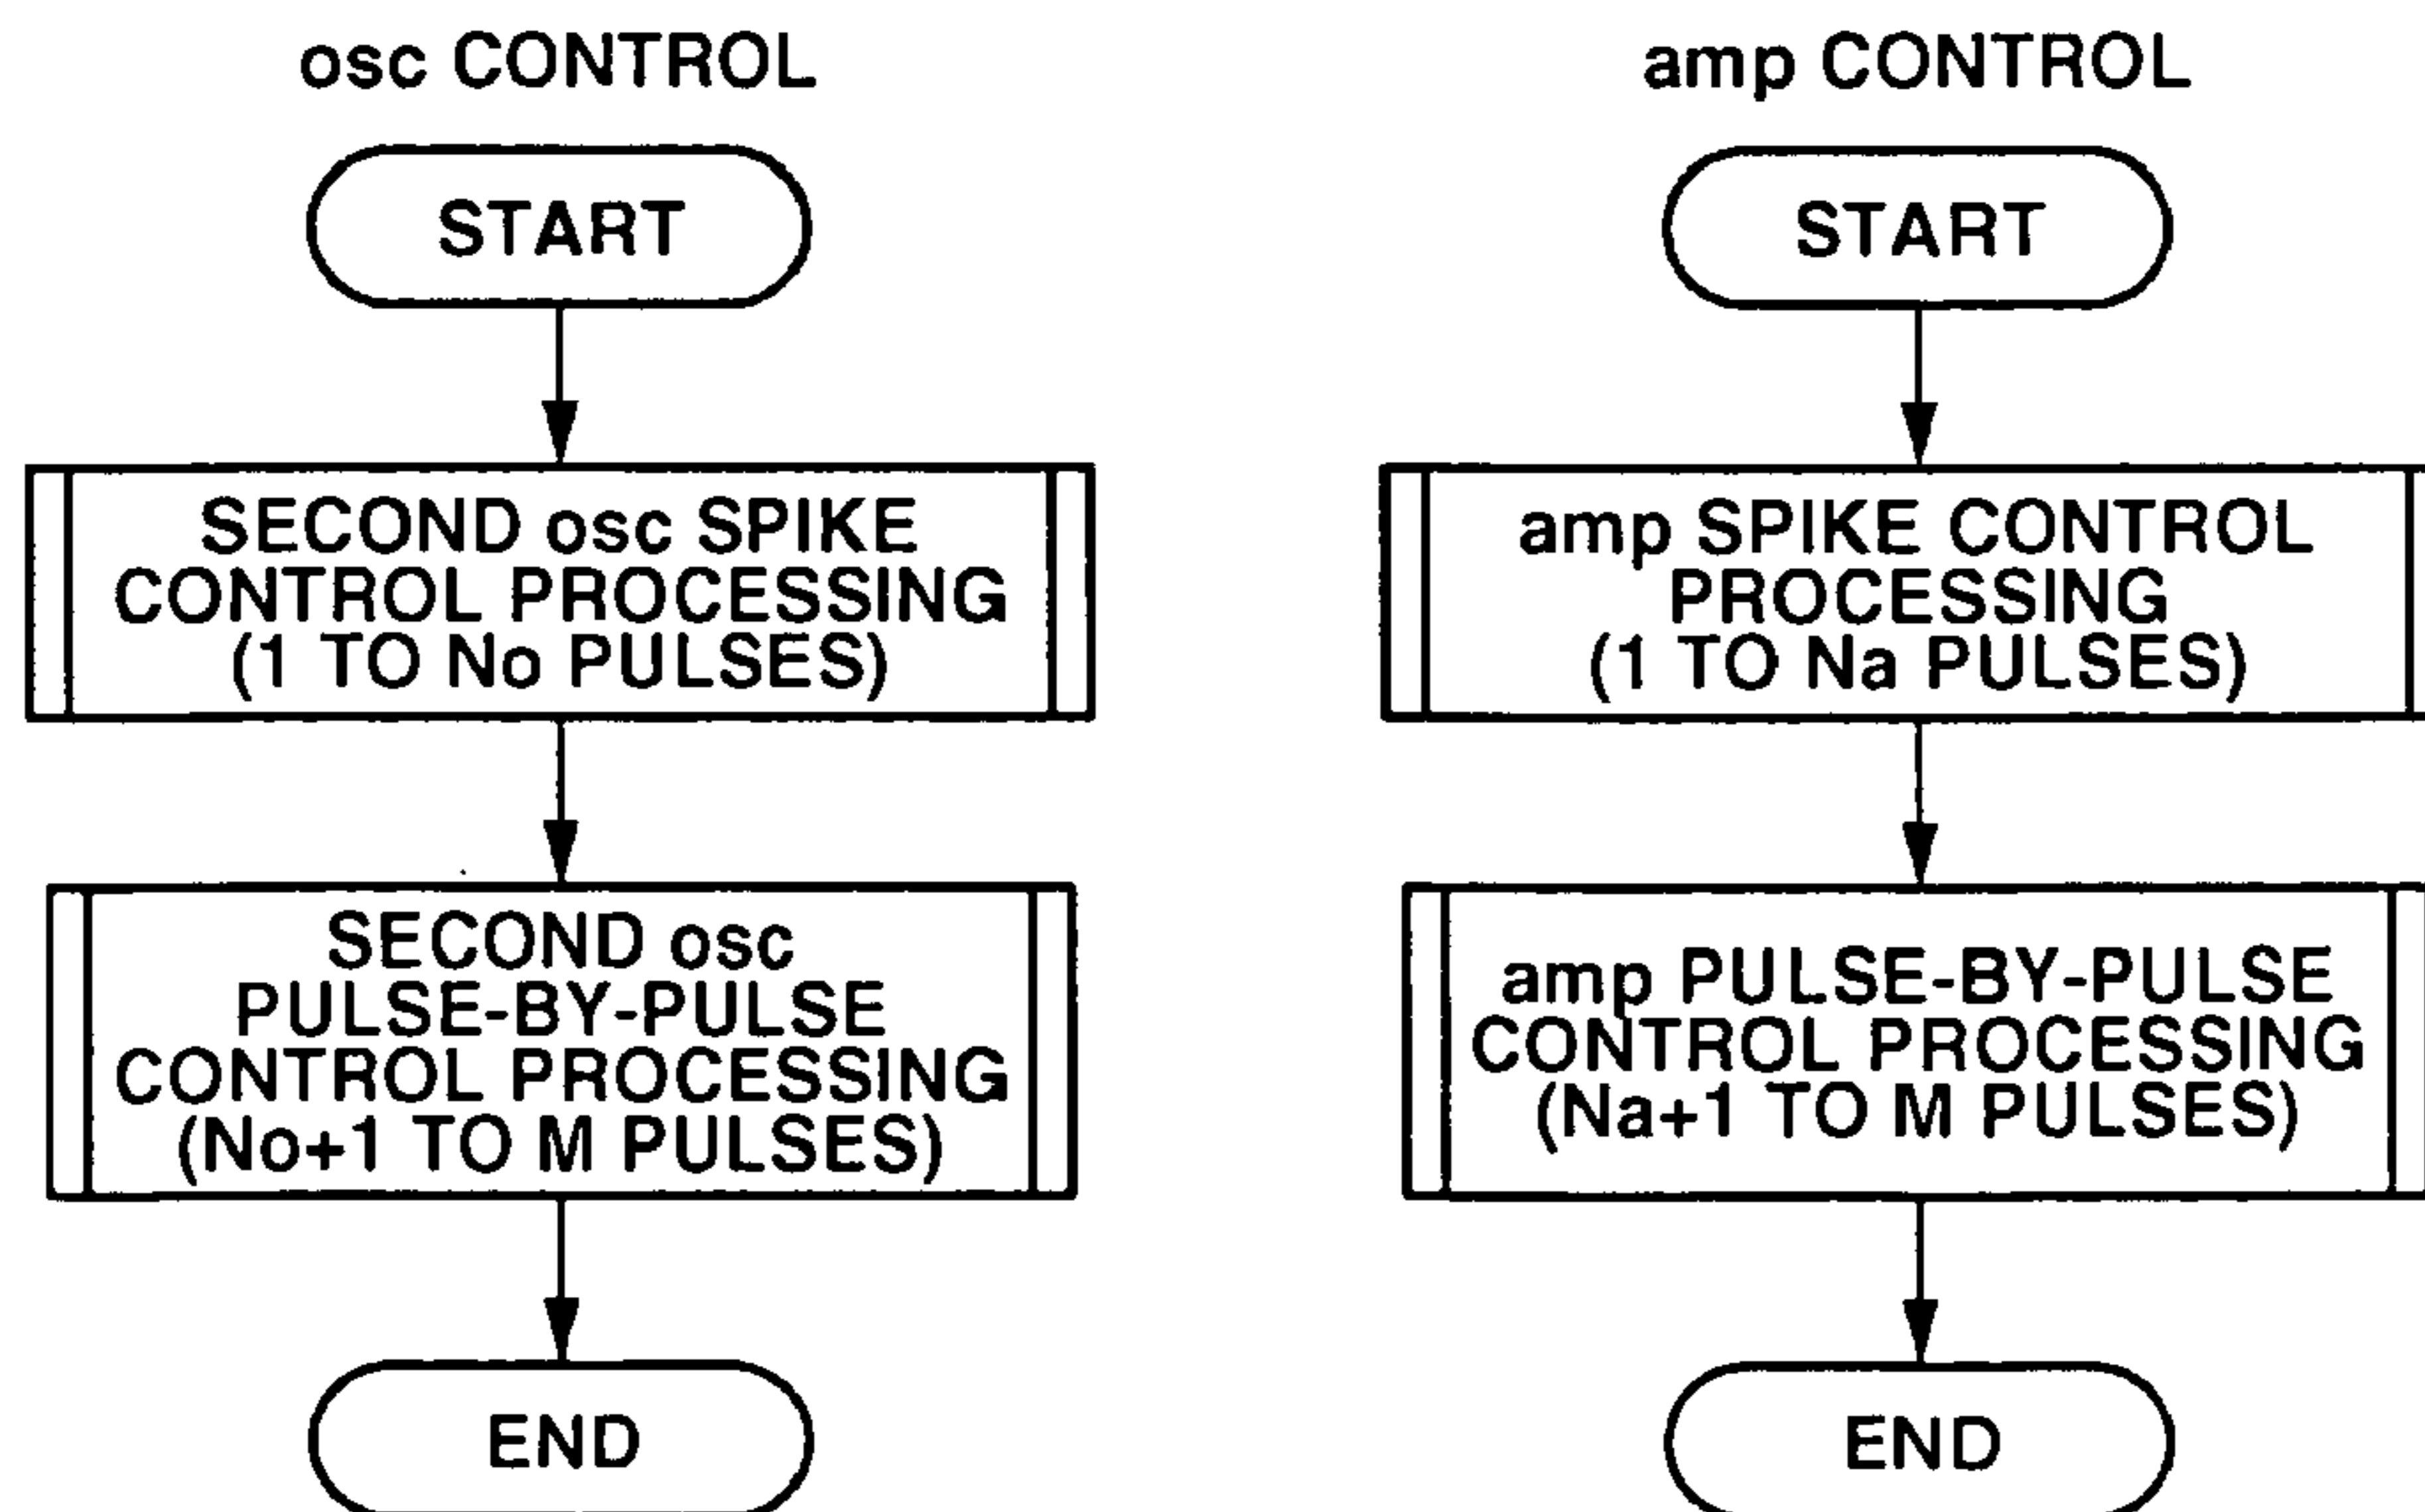 osc CONTROL
START
SECOND osc SPIKE
CONTROL PROCESSING
(1 TO No PULSES)
SECOND osc
PULSE-BY-PULSE
CONTROL PROCESSING
(No+1 TO M PULSES)
END
amp CONTROL
START
amp SPIKE CONTROL
PROCESSING
(1 TO Na PULSES)
amp PULSE-BY-PULSE
CONTROL PROCESSING
(Na+1 TO M PULSES)
END